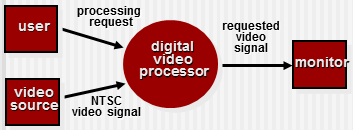 user
processing
request
digital
video
processor
requested
video
signal
monitor
video
source
NTSC
video signal